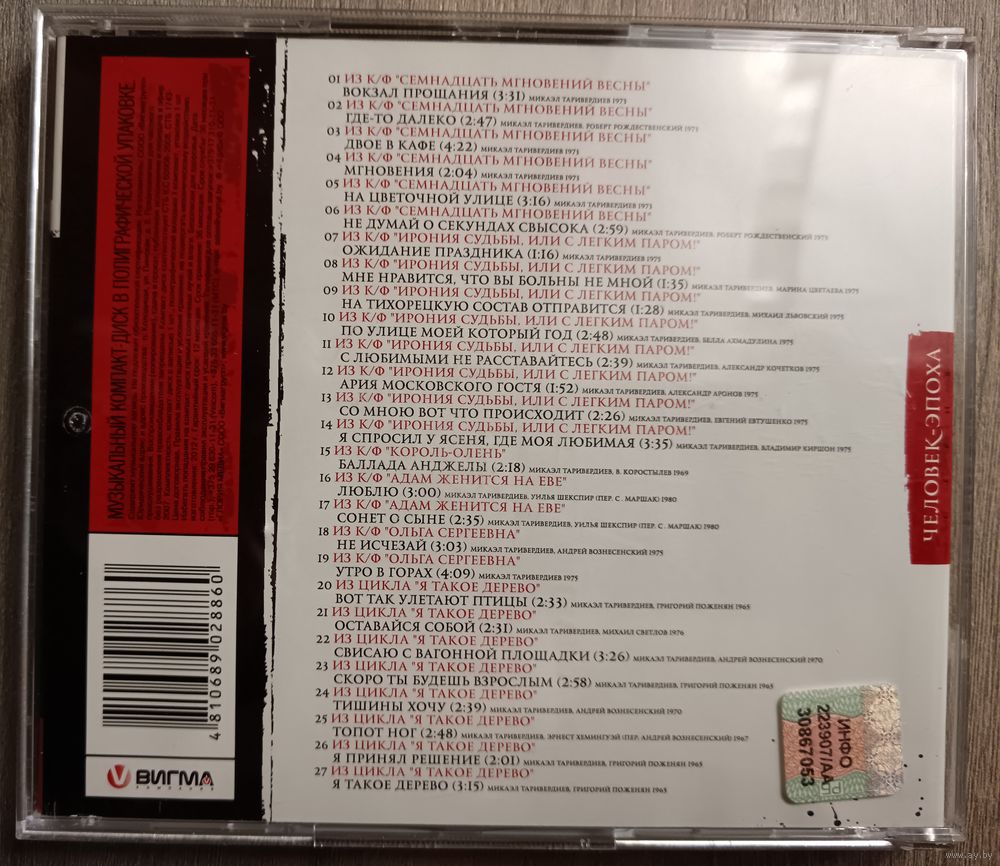 01 ИЗ К/Ф "СЕМНАДЦАТЬ МГНОВЕНИЙ ВЕСНЫ"
ВОКЗАЛ ПРОЩАНИЯ (3:31) МИКАЭЛ ТАРИВЕРДИЕВ 1973
02 ИЗ К/Ф "СЕМНАДЦАТЬ МГНОВЕНИЙ ВЕСНЫ"
ГДЕ-ТО ДАЛЕКО (2:47) МИКАЭЛ ТАРИВЕРДИЕВ, РОБЕРТ РОЖДЕСТВЕНСКИЙ 1973
03 ИЗ К/Ф "СЕМНАДЦАТЬ МГНОВЕНИЙ ВЕСНЫ"
ДВОЕ В КАФЕ (4:22) МИКАЭЛ ТАРИВЕРДИЕВ 1973
04 ИЗ К/Ф "СЕМНАДЦАТЬ МГНОВЕНИЙ ВЕСНЫ"
МГНОВЕНИЯ (2:04) МИКАЭЛ ТАРИВЕРДИЕВ 1973
05 ИЗ К/Ф "СЕМНАДЦАТЬ МГНОВЕНИЙ ВЕСНЫ"
НА ЦВЕТОЧНОЙ УЛИЦЕ (3:16) МИКАЭЛ ТАРИВЕРДИЕВ 1973
06 ИЗ К/Ф "СЕМНАДЦАТЬ МГНОВЕНИЙ ВЕСНЫ"
НЕ ДУМАЙ О СЕКУНДАХ СВЫСОКА (2:59) МИКАЭЛ ТАРИВЕРДИЕВ, РОБЕРТ РОЖДЕСТВЕНСКИЙ 1973
07 ИЗ К/Ф "ИРОНИЯ СУДЬБЫ, ИЛИ С ЛЕГКИМ ПАРОМ!"
ОЖИДАНИЕ ПРАЗДНИКА (1:16) МИКАЭЛ ТАРИВЕРДИЕВ 1975
08 ИЗ К/Ф "ИРОНИЯ СУДЬБЫ, ИЛИ С ЛЕГКИМ ПАРОМ!"
МНЕ НРАВИТСЯ, ЧТО ВЫ БОЛЬНЫ НЕ МНОЙ (1:35) МИКАЭЛ ТАРИВЕРДИЕВ, МАРИНА ЦВЕТАЕВА 1975
09 ИЗ К/Ф "ИРОНИЯ СУДЬБЫ, ИЛИ С ЛЕГКИМ ПАРОМ!"
НА ТИХОРЕЦКУЮ СОСТАВ ОТПРАВИТСЯ (1:28) МИКАЭЛ ТАРИВЕРДИЕВ, МИХАИЛ ЛЬВОВСКИЙ 1975
10 ИЗ К/Ф "ИРОНИЯ СУДЬБЫ, ИЛИ С ЛЕГКИМ ПАРОМ!"
ПО УЛИЦЕ МОЕЙ КОТОРЫЙ ГОД (2:48) МИКАЭЛ ТАРИВЕРДИЕВ, БЕЛЛА АХМАДУЛИНА 1975
11 ИЗ К/Ф "ИРОНИЯ СУДЬБЫ, ИЛИ С ЛЕГКИМ ПАРОМ!"
С ЛЮБИМЫМИ НЕ РАССТАВАЙТЕСЬ (2:39) МИКАЭЛ ТАРИВЕРДИЕВ, АЛЕКСАНДР КОЧЕТКОВ 1975
12 ИЗ К/Ф "ИРОНИЯ СУДЬБЫ, ИЛИ С ЛЕГКИМ ПАРОМ!"
АРИЯ МОСКОВСКОГО ГОСТЯ (1:52) МИКАЭЛ ТАРИВЕРДИЕВ, АЛЕКСАНДР АРОНОВ 1975
13 ИЗ К/Ф "ИРОНИЯ СУДЬБЫ, ИЛИ С ЛЕГКИМ ПАРОМ!"
СО МНОЮ ВОТ ЧТО ПРОИСХОДИТ (2:26) МИКАЭЛ ТАРИВЕРДИЕВ, ЕВГЕНИЙ ЕВТУШЕНКО 1975
14 ИЗ К/Ф "ИРОНИЯ СУДЬБЫ, ИЛИ С ЛЕГКИМ ПАРОМ!"
Я СПРОСИЛ У ЯСЕНЯ, ГДЕ МОЯ ЛЮБИМАЯ (3:35) МИКАЭЛ ТАРИВЕРДИЕВ, ВЛАДИМИР КИРШОН 1975
15 ИЗ К/Ф "КОРОЛЬ-ОЛЕНЬ"
БАЛЛАДА АНДЖЕЛЫ (2:18) МИКАЭЛ ТАРИВЕРДИЕВ, В. КОРОСТЫЛЕВ 1969
16 ИЗ К/Ф "АДАМ ЖЕНИТСЯ НА ЕВЕ"
ЛЮБЛЮ (3:00) МИКАЭЛ ТАРИВЕРДИЕВ, УИЛЬЯ ШЕКСПИР (ПЕР. С . МАРШАК) 1980
17 ИЗ К/Ф "АДАМ ЖЕНИТСЯ НА ЕВЕ"
СОНЕТ О СЫНЕ (2:35) МИКАЭЛ ТАРИВЕРДИЕВ, УИЛЬЯ ШЕКСПИР (ПЕР. С . МАРШАК) 1980
18 ИЗ К/Ф "ОЛЬГА СЕРГЕЕВНА"
НЕ ИСЧЕЗАЙ (3:03) МИКАЭЛ ТАРИВЕРДИЕВ, АНДРЕЙ ВОЗНЕСЕНСКИЙ 1975
19 ИЗ К/Ф "ОЛЬГА СЕРГЕЕВНА"
УТРО В ГОРАХ (4:09) МИКАЭЛ ТАРИВЕРДИЕВ 1975
20 ИЗ ЦИКЛА "Я ТАКОЕ ДЕРЕВО"
ВОТ ТАК УЛЕТАЮТ ПТИЦЫ (2:33) МИКАЭЛ ТАРИВЕРДИЕВ, ГРИГОРИЙ ПОЖЕНЯН 1965
21 ИЗ ЦИКЛА "Я ТАКОЕ ДЕРЕВО"
ОСТАВАЙСЯ СОБОЙ (2:31) МИКАЭЛ ТАРИВЕРДИЕВ, МИХАИЛ СВЕТЛОВ 1976
22 ИЗ ЦИКЛА "Я ТАКОЕ ДЕРЕВО"
СВИСАЮ С ВАГОННОЙ ПЛОЩАДКИ (3:26) МИКАЭЛ ТАРИВЕРДИЕВ, АНДРЕЙ ВОЗНЕСЕНСКИЙ 1970
23 ИЗ ЦИКЛА "Я ТАКОЕ ДЕРЕВО"
СКОРО ТЫ БУДЕШЬ ВЗРОСЛЫМ (2:58) МИКАЭЛ ТАРИВЕРДИЕВ, ГРИГОРИЙ ПОЖЕНЯН 1965
24 ИЗ ЦИКЛА "Я ТАКОЕ ДЕРЕВО"
ТИШИНЫ ХОЧУ (2:39) МИКАЭЛ ТАРИВЕРДИЕВ, АНДРЕЙ ВОЗНЕСЕНСКИЙ 1970
25 ИЗ ЦИКЛА "Я ТАКОЕ ДЕРЕВО"
ТОПОТ НОГ (2:48) МИКАЭЛ ТАРИВЕРДИЕВ, ЭРНЕСТ ХЕМИНГУЭЙ (ПЕР. АНДРЕЙ ВОЗНЕСЕНСКИЙ) 1967
26 ИЗ ЦИКЛА "Я ТАКОЕ ДЕРЕВО"
Я ПРИНЯЛ РЕШЕНИЕ (2:01) МИКАЭЛ ТАРИВЕРДИЕВ, ГРИГОРИЙ ПОЖЕНЯН 1965
27 ИЗ ЦИКЛА "Я ТАКОЕ ДЕРЕВО"
Я ТАКОЕ ДЕРЕВО (3:15) МИКАЭЛ ТАРИВЕРДИЕВ, ГРИГОРИЙ ПОЖЕНЯН 1965
МУЗЫКАЛЬНЫЙ КОМПАКТ-ДИСК В ПОЛИГРАФИЧЕСКОЙ УПАКОВКЕ
4 810689 028860
ВИГМА
КОМПАНИЯ
ЧЕЛОВЕК-ЭПОХА
ИНФО
223907/ААТ
30867053
www.ay.by